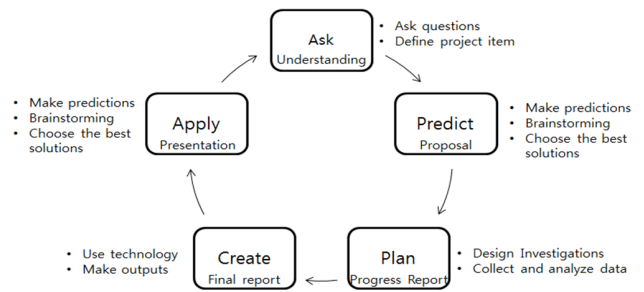 Ask
Understanding
• Ask questions
• Define project item
Predict
Proposal
• Make predictions
• Brainstorming
• Choose the best
solutions
Plan
Progress Report
• Design Investigations
• Collect and analyze data
Create
Final report
• Use technology
• Make outputs
Apply
Presentation
• Make predictions
• Brainstorming
• Choose the best
solutions